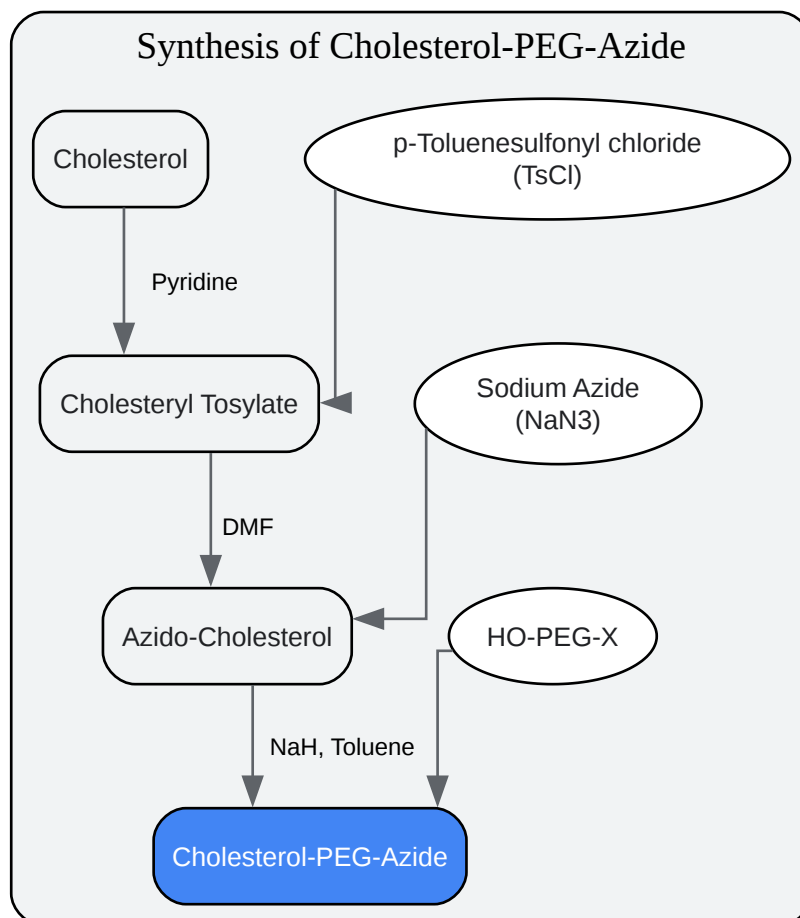 Synthesis of Cholesterol-PEG-Azide
Cholesterol
p-Toluenesulfonyl chloride
(TsCl)
Pyridine
Cholesteryl Tosylate
Sodium Azide
(NaN3)
DMF
Azido-Cholesterol
HO-PEG-X
NaH, Toluene
Cholesterol-PEG-Azide